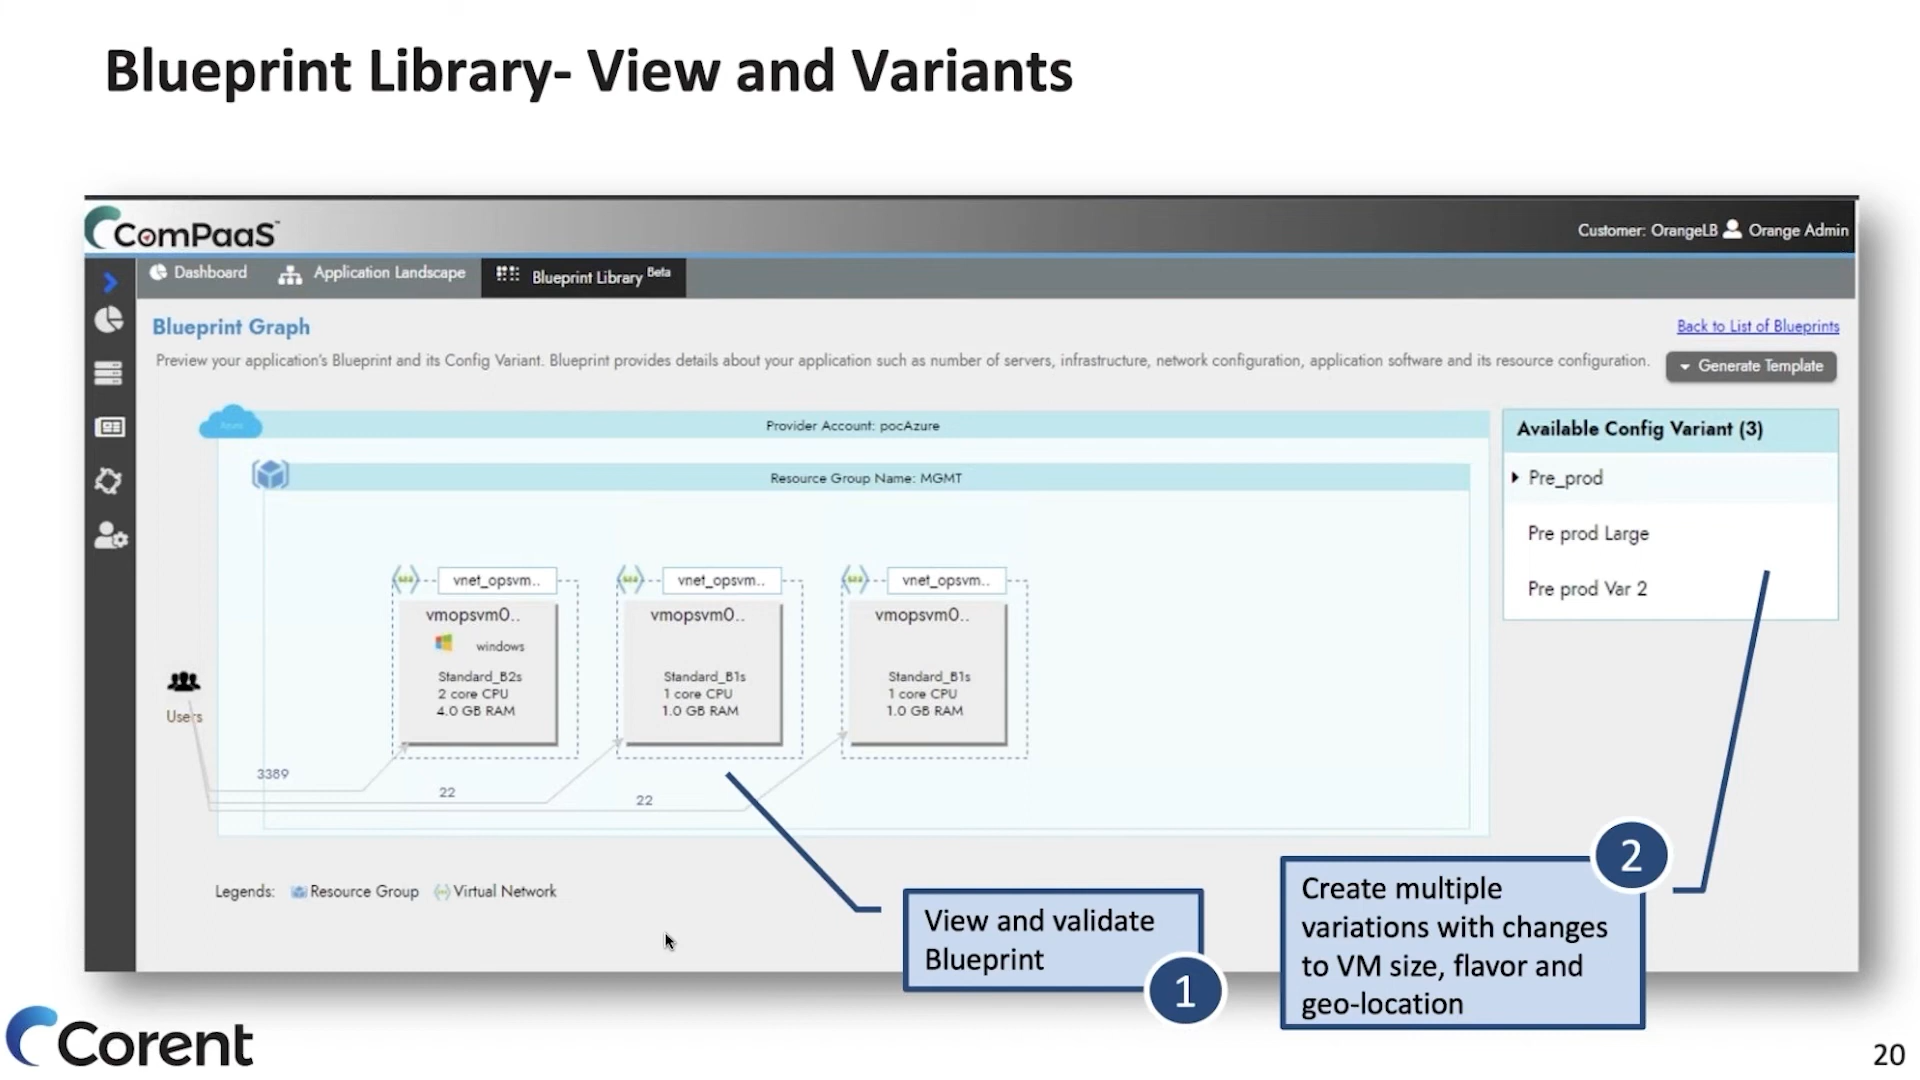 Blueprint Library- View and Variants
ComPaaS™
Customer: OrangeLB Orange Admin
Dashboard Application Landscape Blueprint Library Beta
Blueprint Graph
Back to List of Blueprints
Preview your application's Blueprint and its Config Variant. Blueprint provides details about your application such as number of servers, infrastructure, network configuration, application software and its resource configuration.
Generate Template
Azure
Provider Account: pocAzure
Resource Group Name: MGMT
Available Config Variant (3)
Pre_prod
Pre prod Large
Pre prod Var 2
vnet_opsvm..
vmopsvm0..
windows
Standard_B2s
2 core CPU
4.0 GB RAM
vnet_opsvm..
vmopsvm0..
Standard_B1s
1 core CPU
1.0 GB RAM
vnet_opsvm..
vmopsvm0..
Standard_B1s
1 core CPU
1.0 GB RAM
Users
3389
22
22
Legends: Resource Group Virtual Network
View and validate
Blueprint
1
2
Create multiple
variations with changes
to VM size, flavor and
geo-location
Corent
20